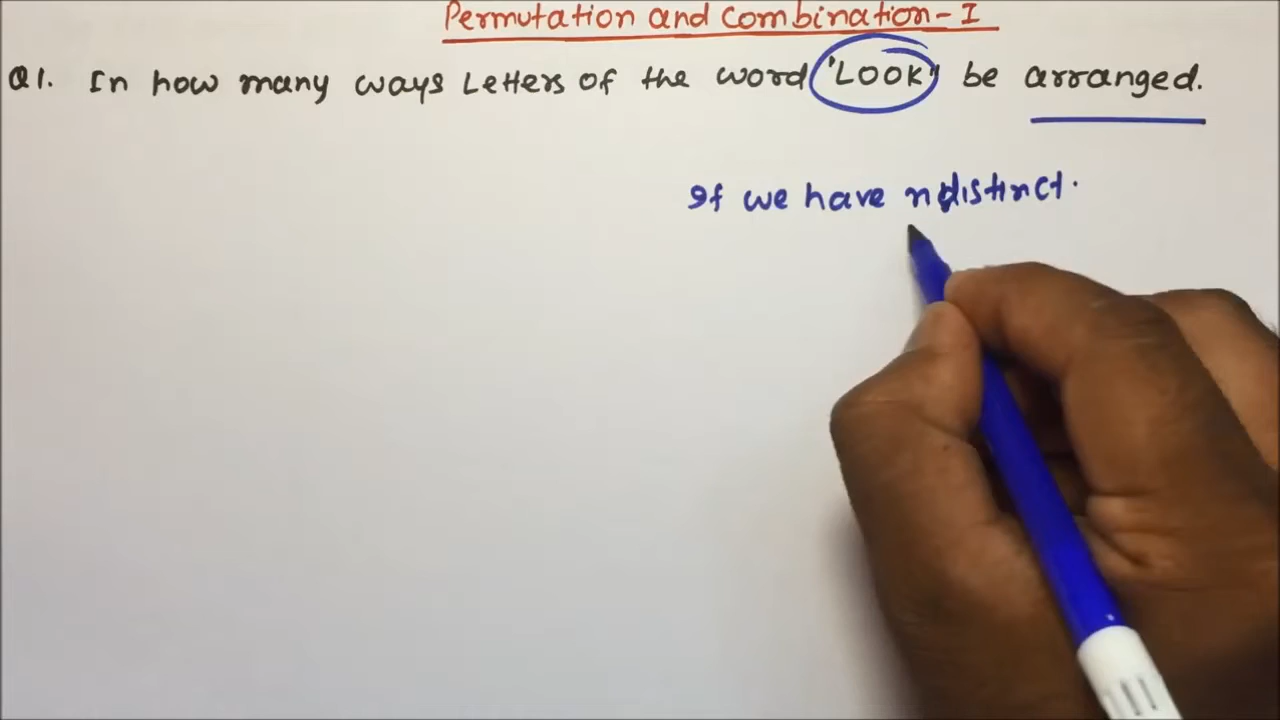 Permutation and Combination - I
Q1. In how many ways Letters of the word 'LOOK' be arranged.
If we have n distinct.